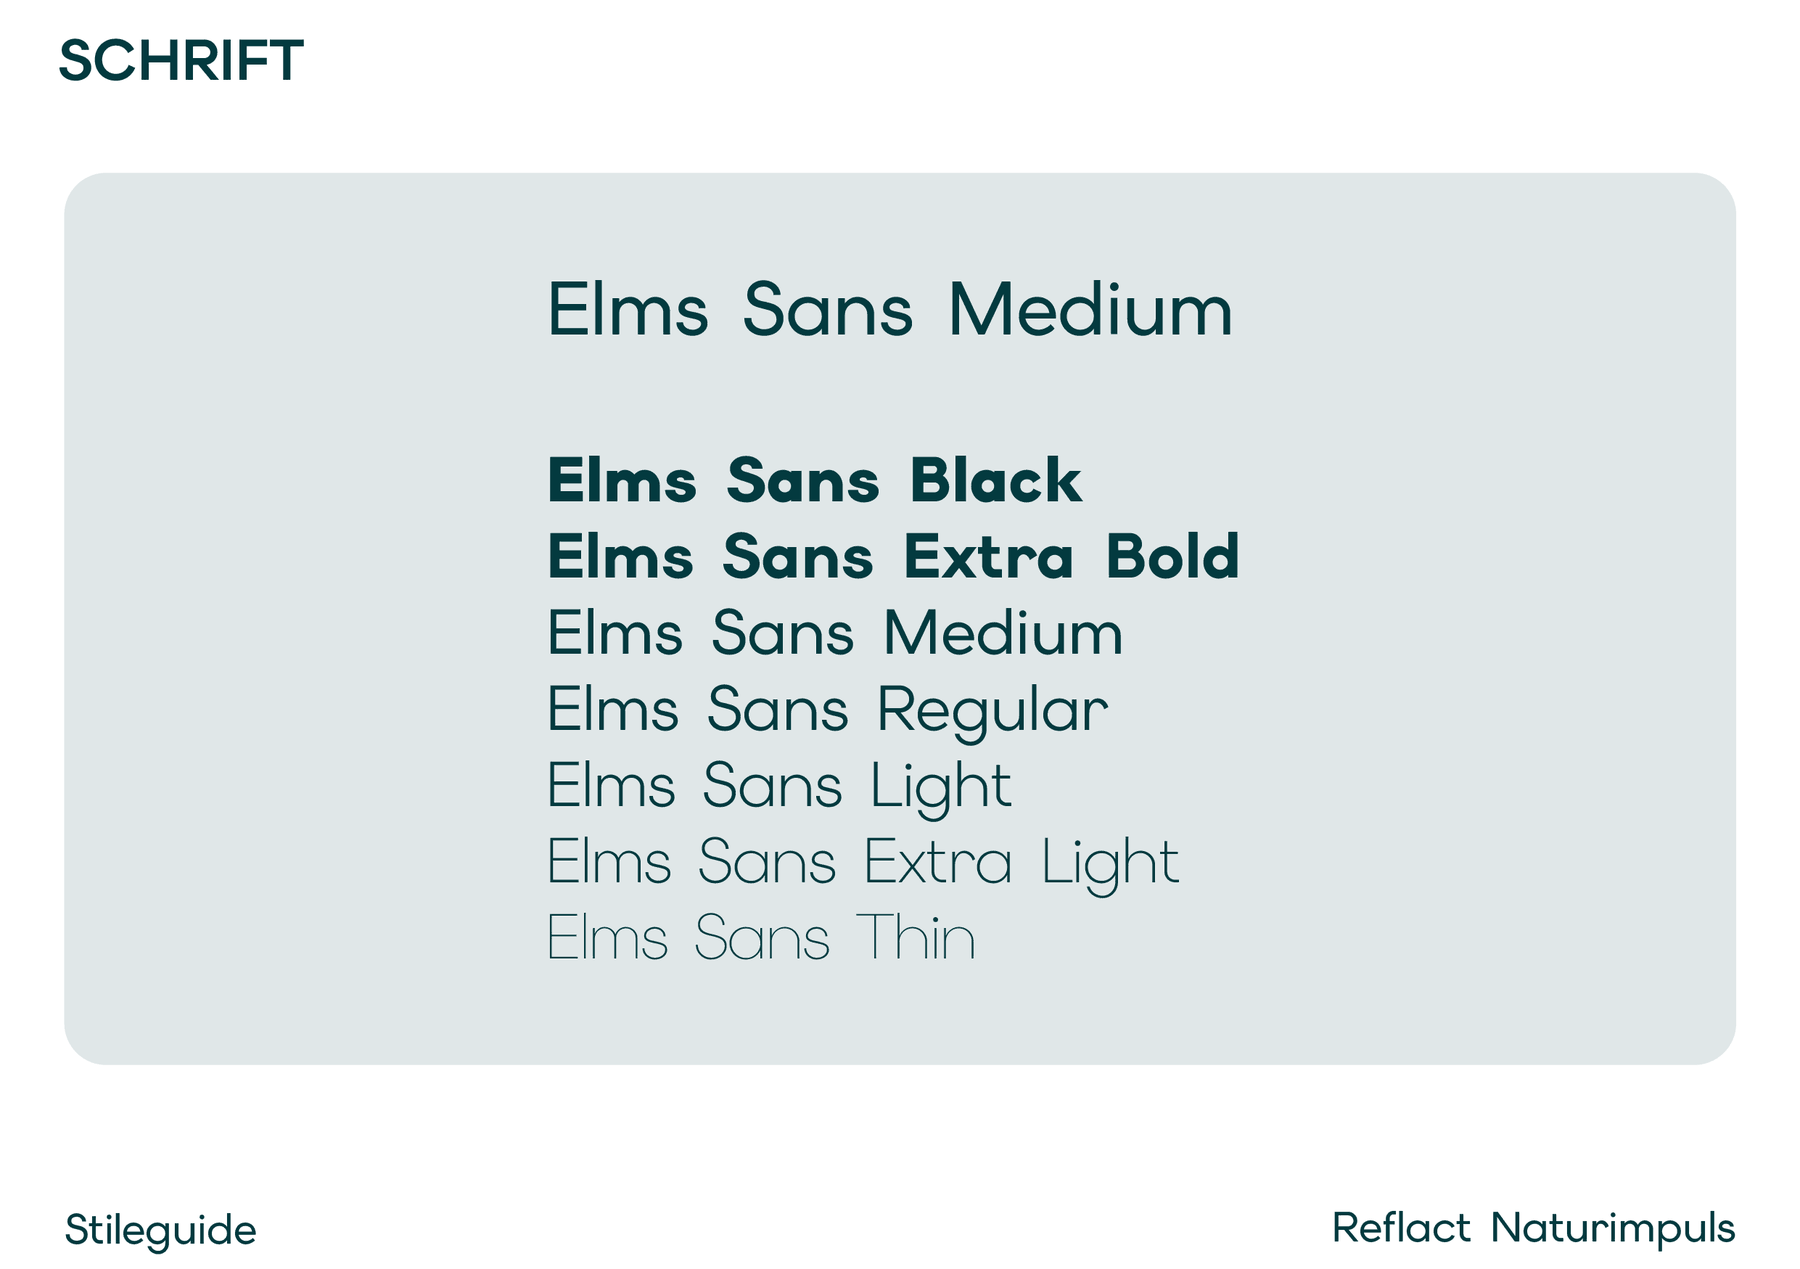 SCHRIFT
Elms Sans Medium
Elms Sans Black
Elms Sans Extra Bold
Elms Sans Medium
Elms Sans Regular
Elms Sans Light
Elms Sans Extra Light
Elms Sans Thin
Stileguide
Reflact Naturimpuls